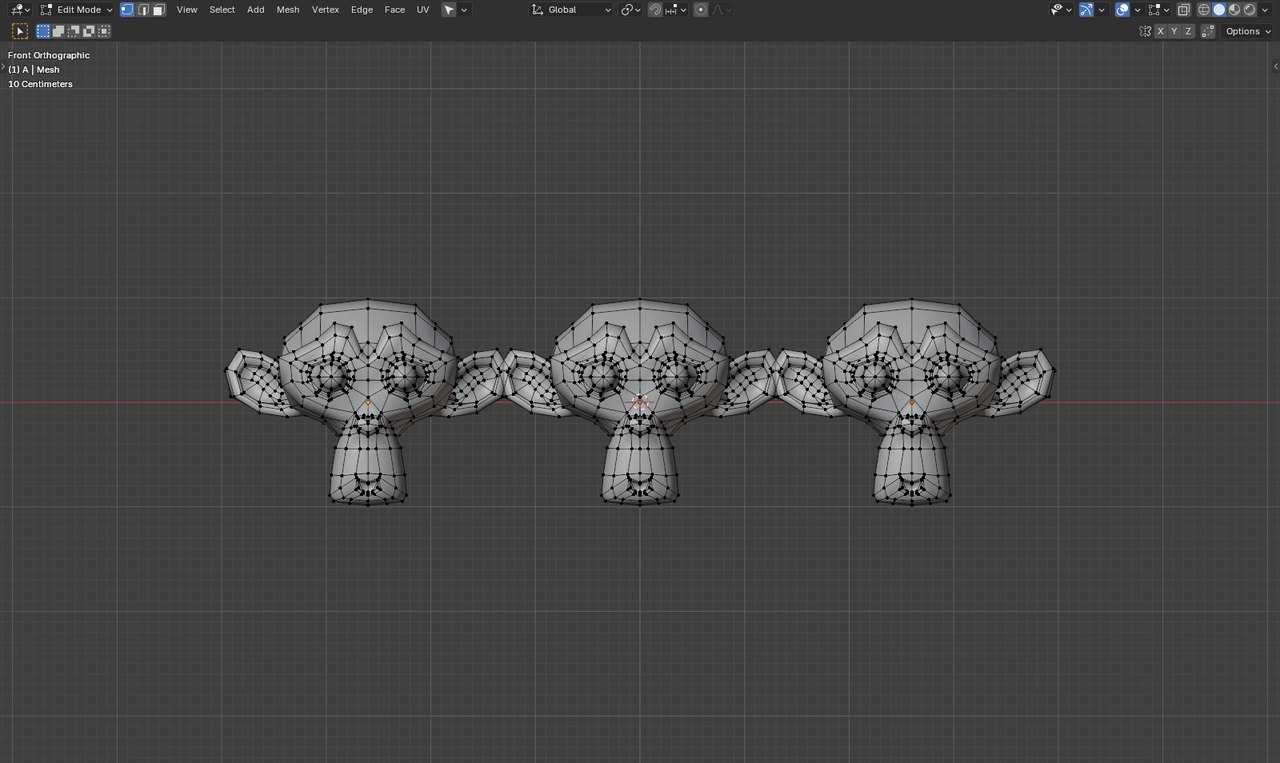 Edit Mode View Select Add Mesh Vertex Edge Face UV Global
X Y Z Options
Front Orthographic
(1) A | Mesh
10 Centimeters